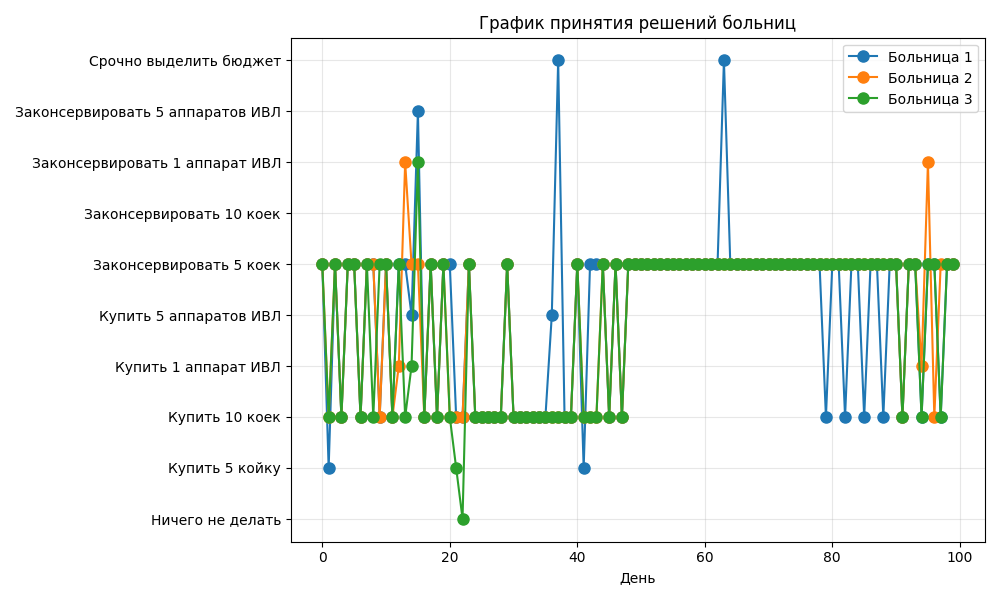 График принятия решений больниц
Срочно выделить бюджет
Законсервировать 5 аппаратов ИВЛ
Законсервировать 1 аппарат ИВЛ
Законсервировать 10 коек
Законсервировать 5 коек
Купить 5 аппаратов ИВЛ
Купить 1 аппарат ИВЛ
Купить 10 коек
Купить 5 койку
Ничего не делать
Больница 1
Больница 2
Больница 3
0 20 40 60 80 100
День